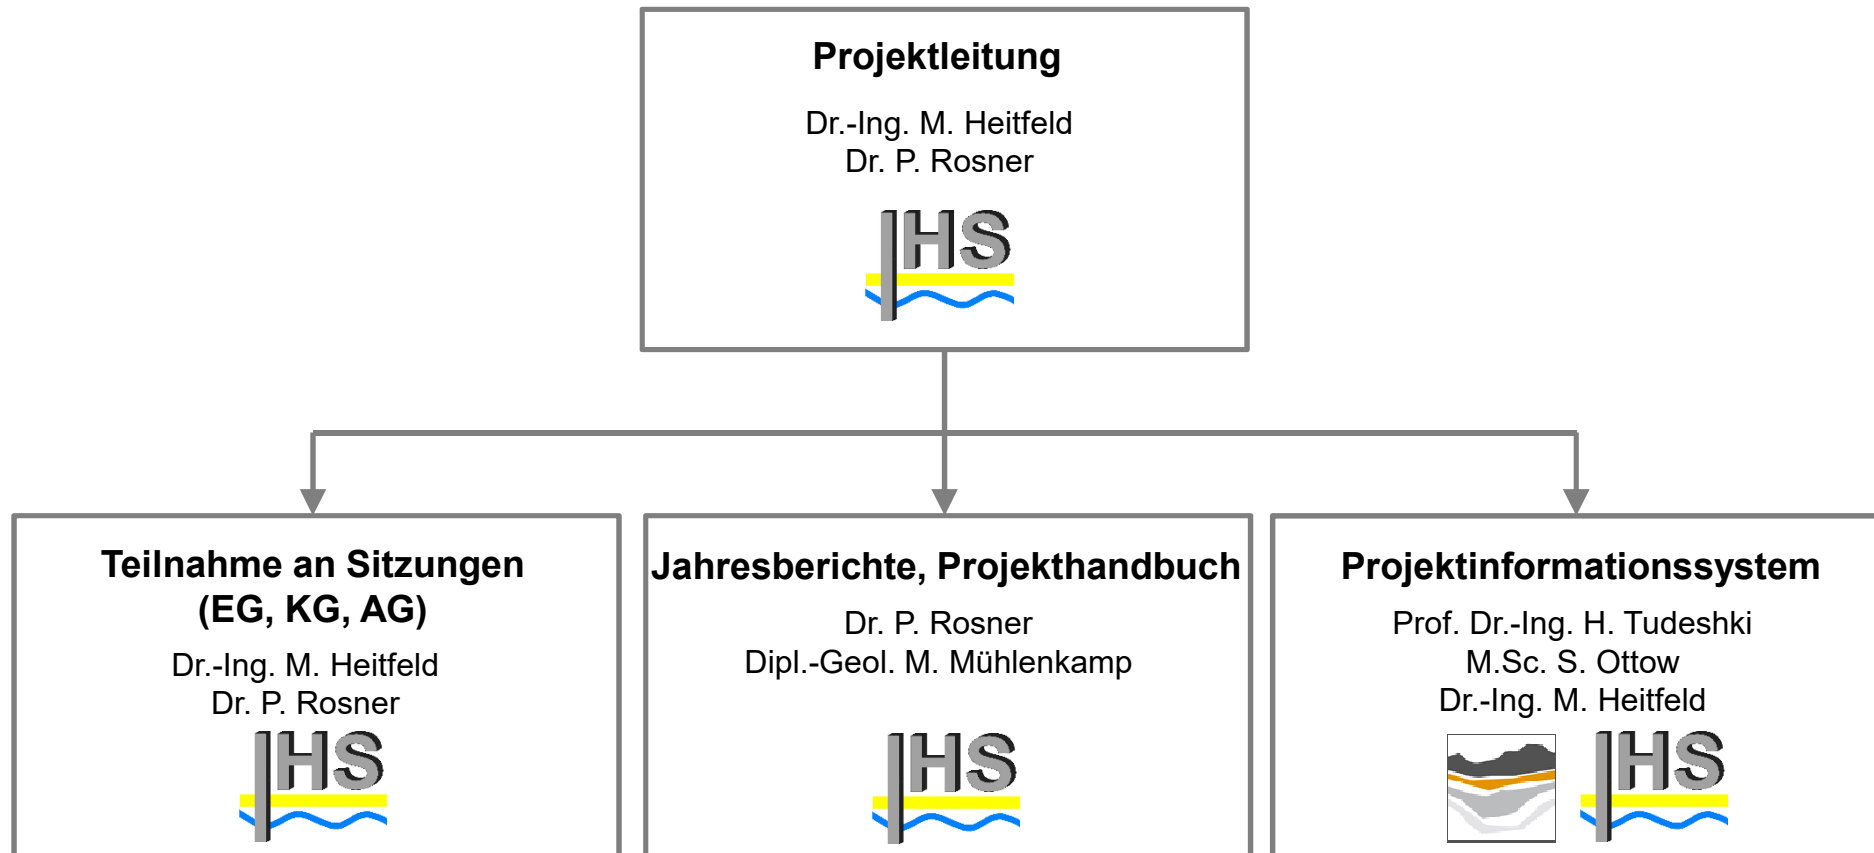 Projektleitung
Dr.-Ing. M. Heitfeld
Dr. P. Rosner
IHS
Teilnahme an Sitzungen
(EG, KG, AG)
Dr.-Ing. M. Heitfeld
Dr. P. Rosner
IHS
Jahresberichte, Projekthandbuch
Dr. P. Rosner
Dipl.-Geol. M. Mühlenkamp
IHS
Projektinformationssystem
Prof. Dr.-Ing. H. Tudeshki
M.Sc. S. Ottow
Dr.-Ing. M. Heitfeld
IHS